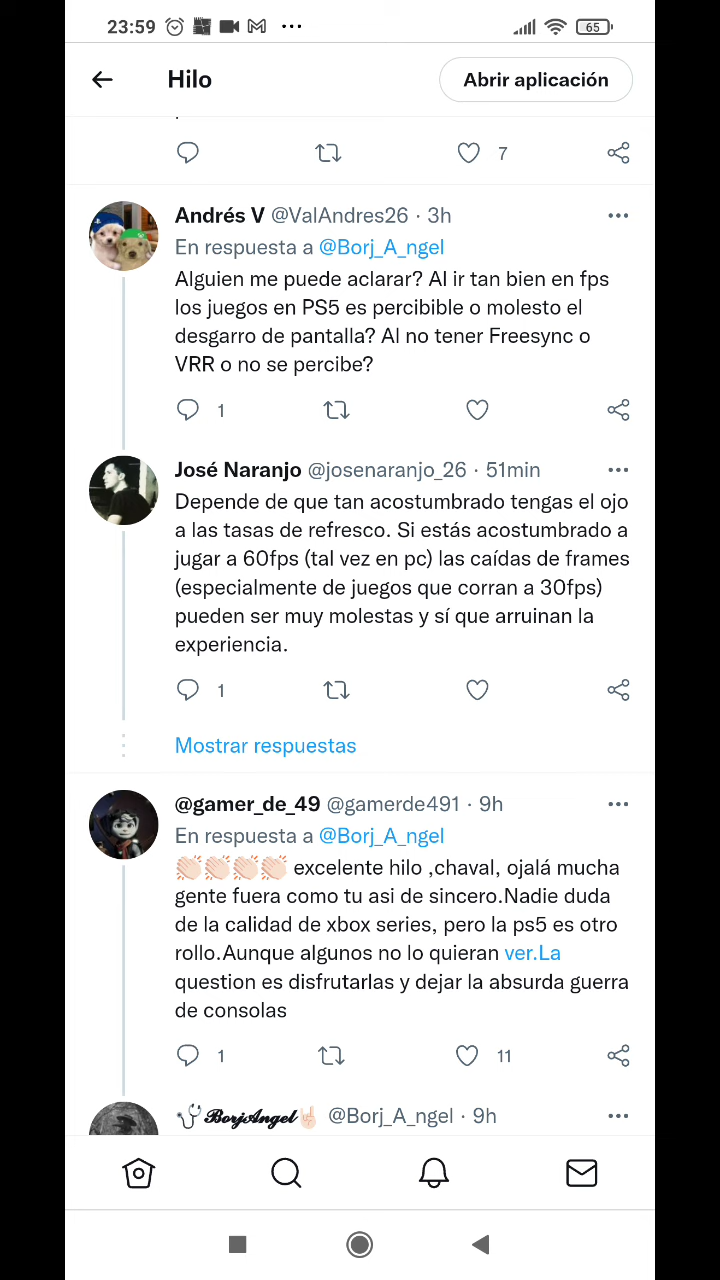 23:59
65
Hilo
Abrir aplicación
7
Andrés V @ValAndres26 · 3h
En respuesta a @Borj_A_ngel
Alguien me puede aclarar? Al ir tan bien en fps
los juegos en PS5 es percibible o molesto el
desgarro de pantalla? Al no tener Freesync o
VRR o no se percibe?
1
José Naranjo @josenaranjo_26 · 51min
Depende de que tan acostumbrado tengas el ojo
a las tasas de refresco. Si estás acostumbrado a
jugar a 60fps (tal vez en pc) las caídas de frames
(especialmente de juegos que corran a 30fps)
pueden ser muy molestas y sí que arruinan la
experiencia.
1
Mostrar respuestas
@gamer_de_49 @gamerde491 · 9h
En respuesta a @Borj_A_ngel
👏🏻👏🏻👏🏻👏🏻 excelente hilo ,chaval, ojalá mucha
gente fuera como tu asi de sincero.Nadie duda
de la calidad de xbox series, pero la ps5 es otro
rollo.Aunque algunos no lo quieran ver.La
question es disfrutarlas y dejar la absurda guerra
de consolas
1
11
🩺𝓑𝓸𝓻𝓳𝓐𝓷𝓰𝓮𝓵🤘🏻 @Borj_A_ngel · 9h